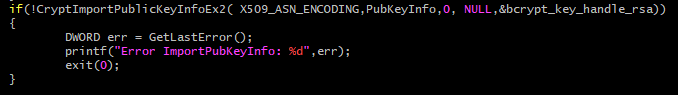 if(!CryptImportPublicKeyInfoEx2( X509_ASN_ENCODING,PubKeyInfo,0, NULL,&bcrypt_key_handle_rsa))
{
        DWORD err = GetLastError();
        printf("Error ImportPubKeyInfo: %d",err);
        exit(0);
}